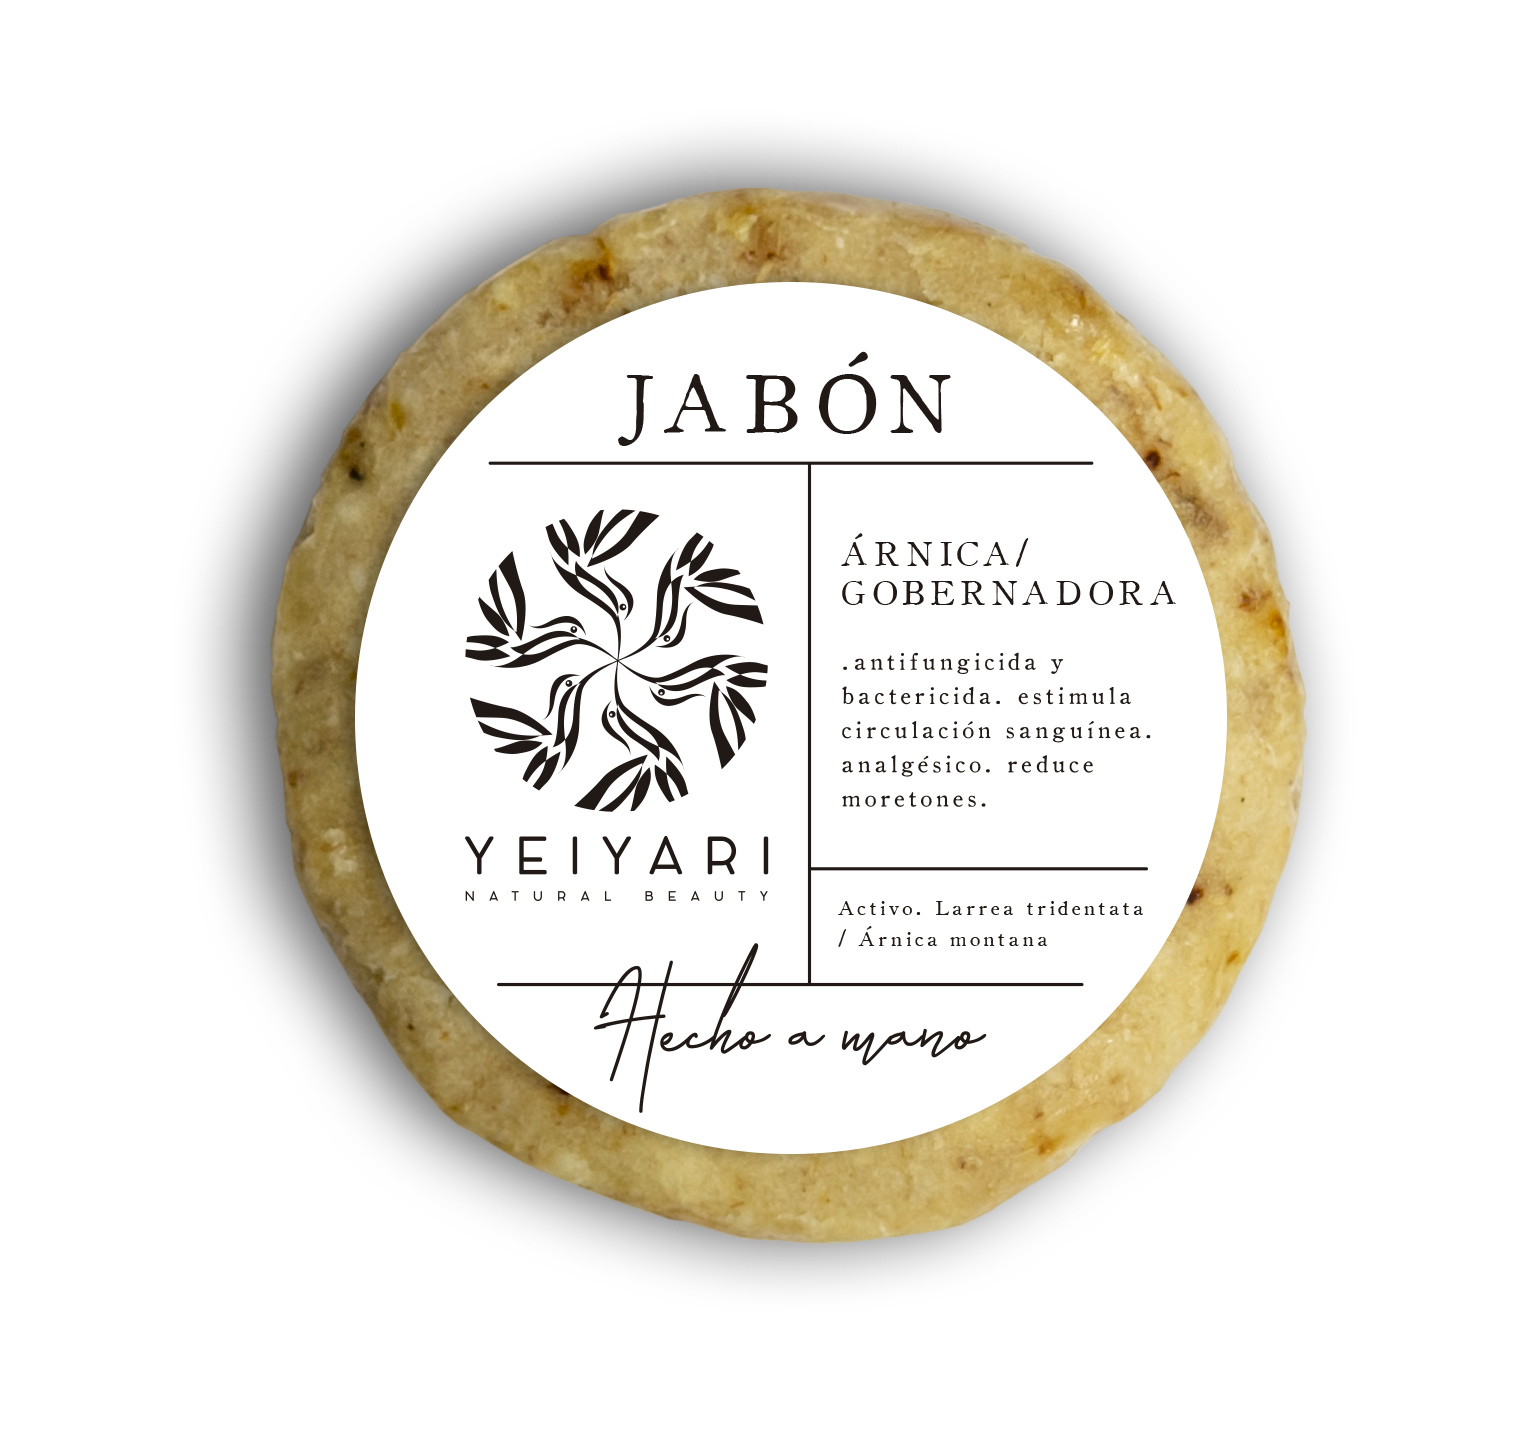 JABÓN
YEIYARI
NATURAL BEAUTY
ÁRNICA/
GOBERNADORA
.antifungicida y
bactericida. estimula
circulación sanguínea.
analgésico. reduce
moretones.
Activo. Larrea tridentata
/ Árnica montana
Hecho a mano